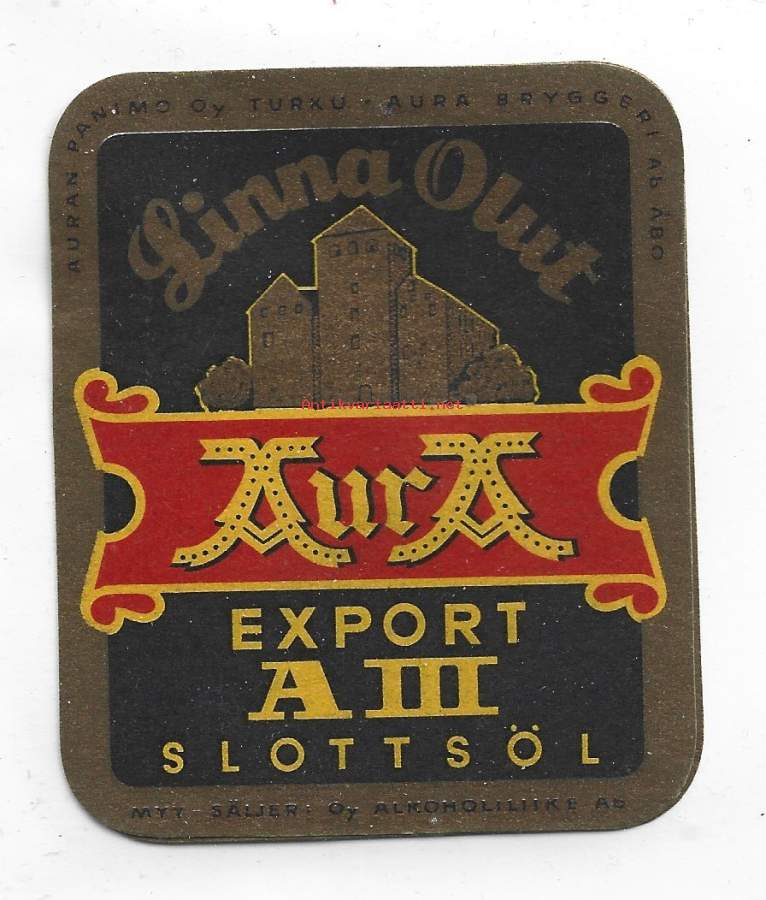 AURAN PANIMO Oy TURKU · AURA BRYGGERI Ab ÅBO
Linna Olut
Antikvariaatti.net
AurA
EXPORT
A III
SLOTTSÖL
MYY - SÄLJER: Oy ALKOHOLILIIKE Ab